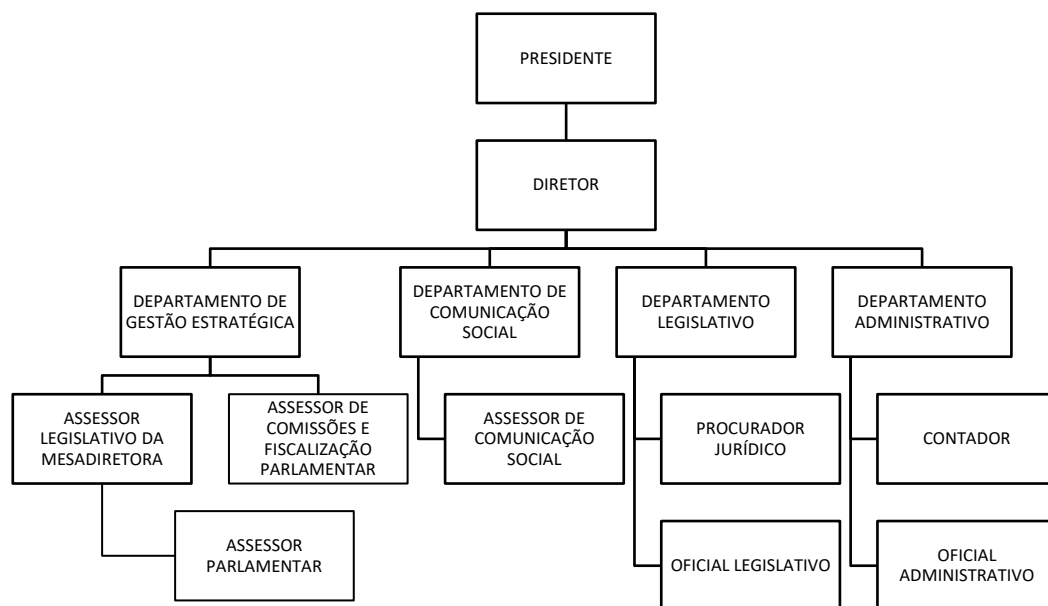 PRESIDENTE
DIRETOR
DEPARTAMENTO DE
GESTÃO ESTRATÉGICA
DEPARTAMENTO DE
COMUNICAÇÃO
SOCIAL
DEPARTAMENTO
LEGISLATIVO
DEPARTAMENTO
ADMINISTRATIVO
ASSESSOR
LEGISLATIVO DA
MESADIRETORA
ASSESSOR DE
COMISSÕES E
FISCALIZAÇÃO
PARLAMENTAR
ASSESSOR DE
COMUNICAÇÃO
SOCIAL
PROCURADOR
JURÍDICO
CONTADOR
ASSESSOR
PARLAMENTAR
OFICIAL LEGISLATIVO
OFICIAL
ADMINISTRATIVO